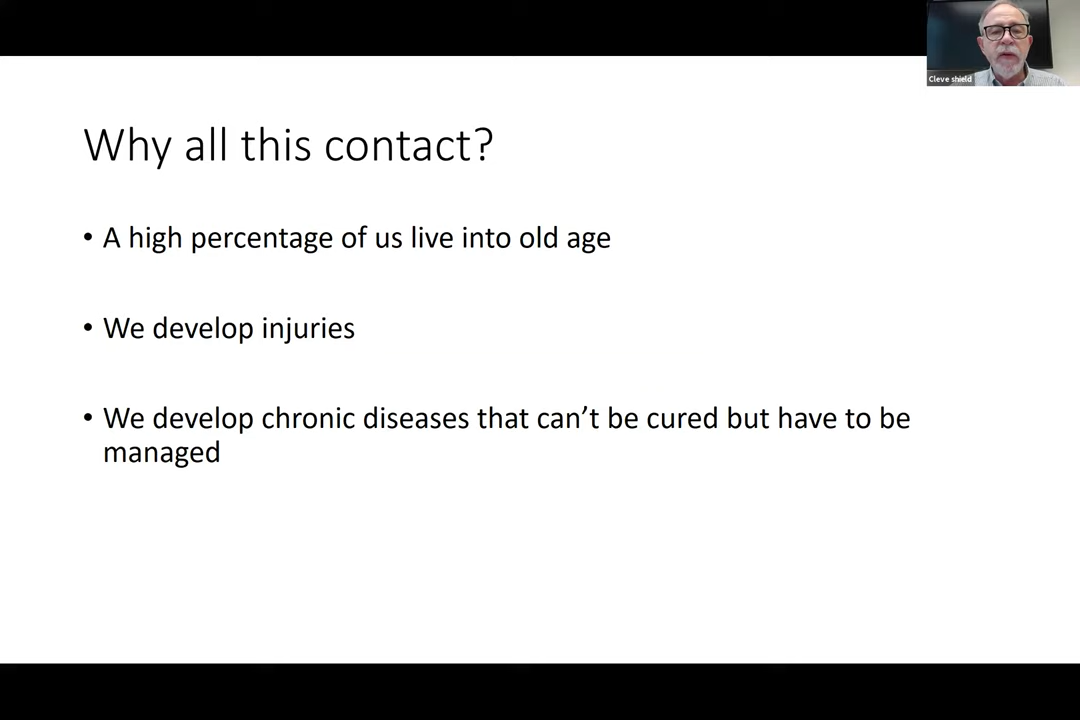 Cleve shield
Why all this contact?
• A high percentage of us live into old age
• We develop injuries
• We develop chronic diseases that can’t be cured but have to be
managed